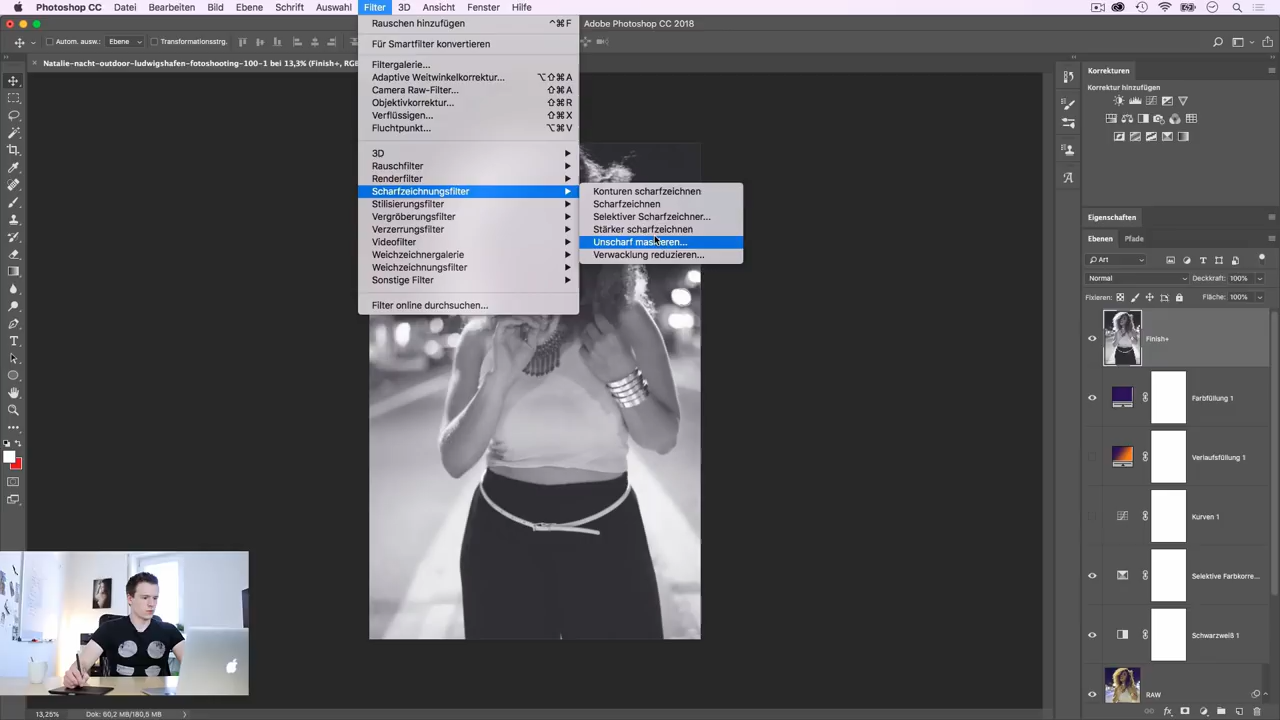 Photoshop CC Datei Bearbeiten Bild Ebene Schrift Auswahl Filter 3D Ansicht Fenster Hilfe
Adobe Photoshop CC 2018
Autom. ausw.: Ebene Transformationsstrg.
Natalie-nacht-outdoor-ludwigshafen-fotoshooting-100-1 bei 13,3% (Finish+, RGB
Rauschen hinzufügen ^⌘F
Für Smartfilter konvertieren
Filtergalerie...
Adaptive Weitwinkelkorrektur... ⌥⇧⌘A
Camera Raw-Filter... ⇧⌘A
Objektivkorrektur... ⇧⌘R
Verflüssigen... ⇧⌘X
Fluchtpunkt... ⌥⌘V
3D
Rauschfilter
Renderfilter
Scharfzeichnungsfilter
Stilisierungsfilter
Vergröberungsfilter
Verzerrungsfilter
Videofilter
Weichzeichnergalerie
Weichzeichnungsfilter
Sonstige Filter
Filter online durchsuchen...
Konturen scharfzeichnen
Scharfzeichnen
Selektiver Scharfzeichner...
Stärker scharfzeichnen
Unscharf maskieren...
Verwacklung reduzieren...
Korrekturen
Korrektur hinzufügen
Eigenschaften
Ebenen Pfade
Art
Normal Deckkraft: 100%
Fixieren: Fläche: 100%
Finish+
Farbfüllung 1
Verlaufsfüllung 1
Kurven 1
Selektive Farbkorre...
Schwarzweiß 1
RAW
13,25% Dok: 60,2 MB/180,5 MB